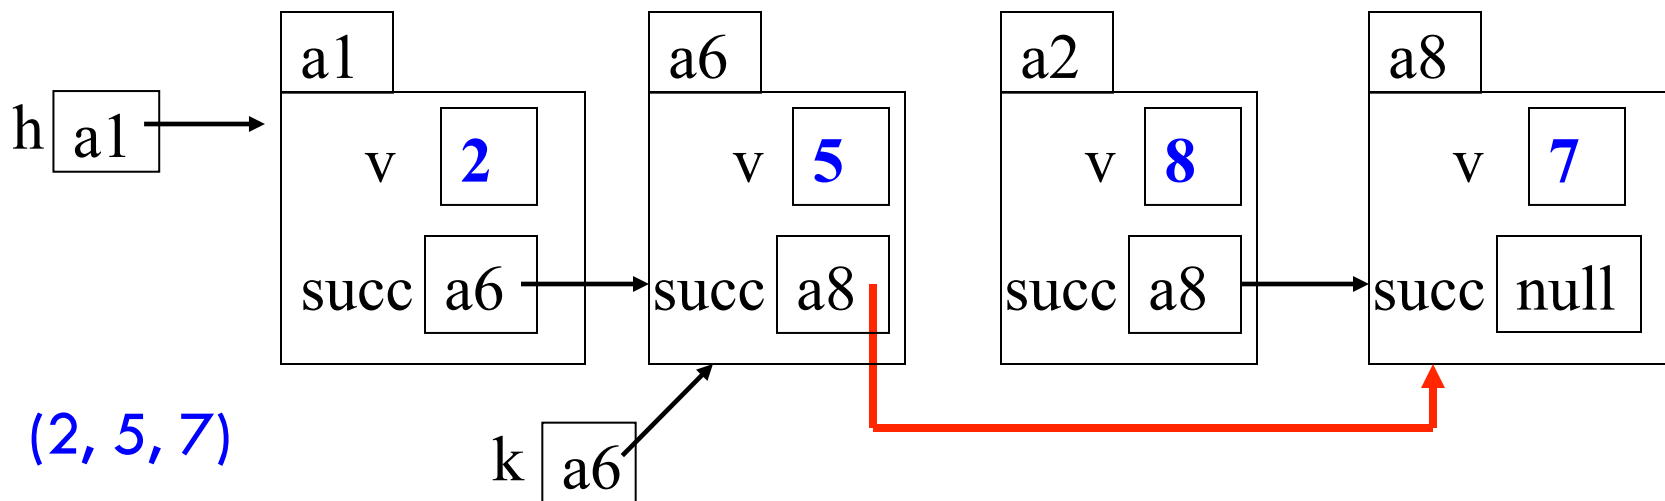 a1 a6 a2 a8
h a1
v 2 v 5 v 8 v 7
succ a6 succ a8 succ a8 succ null
(2, 5, 7)
k a6